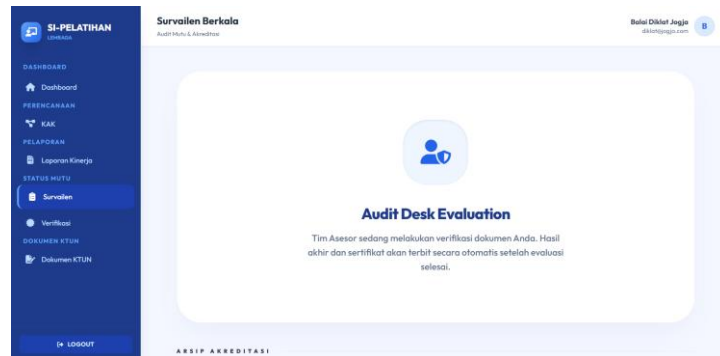 SI-PELATIHAN
LEMBAGA
DASHBOARD
Dashboard
PERENCANAAN
KAK
PELAPORAN
Laporan Kinerja
STATUS MUTU
Survailen
Verifikasi
DOKUMEN KTUN
Dokumen KTUN
LOGOUT
Survailen Berkala
Audit Mutu & Akreditasi
Balai Diklat Jogja
diklat@jogja.com
B
Audit Desk Evaluation
Tim Asesor sedang melakukan verifikasi dokumen Anda. Hasil
akhir dan sertifikat akan terbit secara otomatis setelah evaluasi
selesai.
ARSIP AKREDITASI